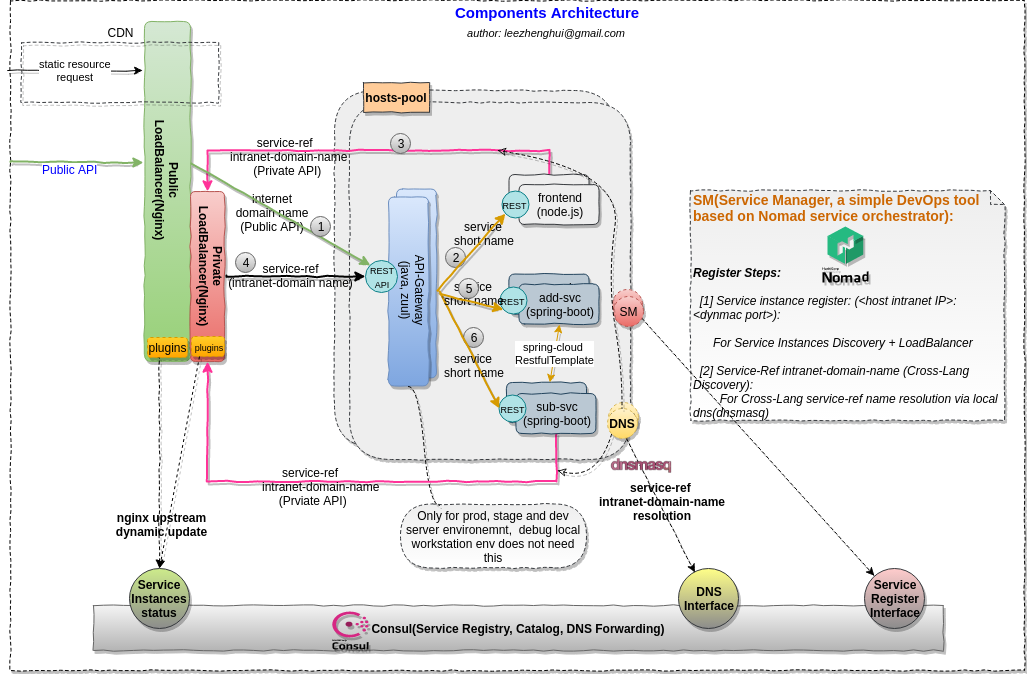 Components Architecture
author: leezhenghui@gmail.com
CDN
static resource
request
Public API
Public
LoadBalancer(Nginx)
Private
LoadBalancer(Nginx)
plugins
plugins
hosts-pool
service-ref
intranet-domain-name
(Private API)
3
internet
domain name
(Public API)
1
4
service-ref
(intranet-domain name)
REST
API
API-Gateway
(java, zuul)
service
short name
2
5
service
short name
6
service
short name
REST
frontend
(node.js)
REST
add-svc
(spring-boot)
spring-cloud
RestfulTemplate
REST
sub-svc
(spring-boot)
SM
DNS
dnsmasq
service-ref
intranet-domain-name
(Prviate API)
service-ref
intranet-domain-name
resolution
Only for prod, stage and dev
server environemnt,  debug local
workstation env does not need
this
nginx upstream
dynamic update
SM(Service Manager, a simple DevOps tool
based on Nomad service orchestrator):
HashiCorp
Nomad
Register Steps:
[1] Service instance register: (<host intranet IP>:
<dynmac port>):
For Service Instances Discovery + LoadBalancer
[2] Service-Ref intranet-domain-name (Cross-Lang
Discovery):
For Cross-Lang service-ref name resolution via local
dns(dnsmasq)
Service
Instances
status
DNS
Interface
Service
Register
Interface
HashiCorp
Consul
Consul(Service Registry, Catalog, DNS Forwarding)